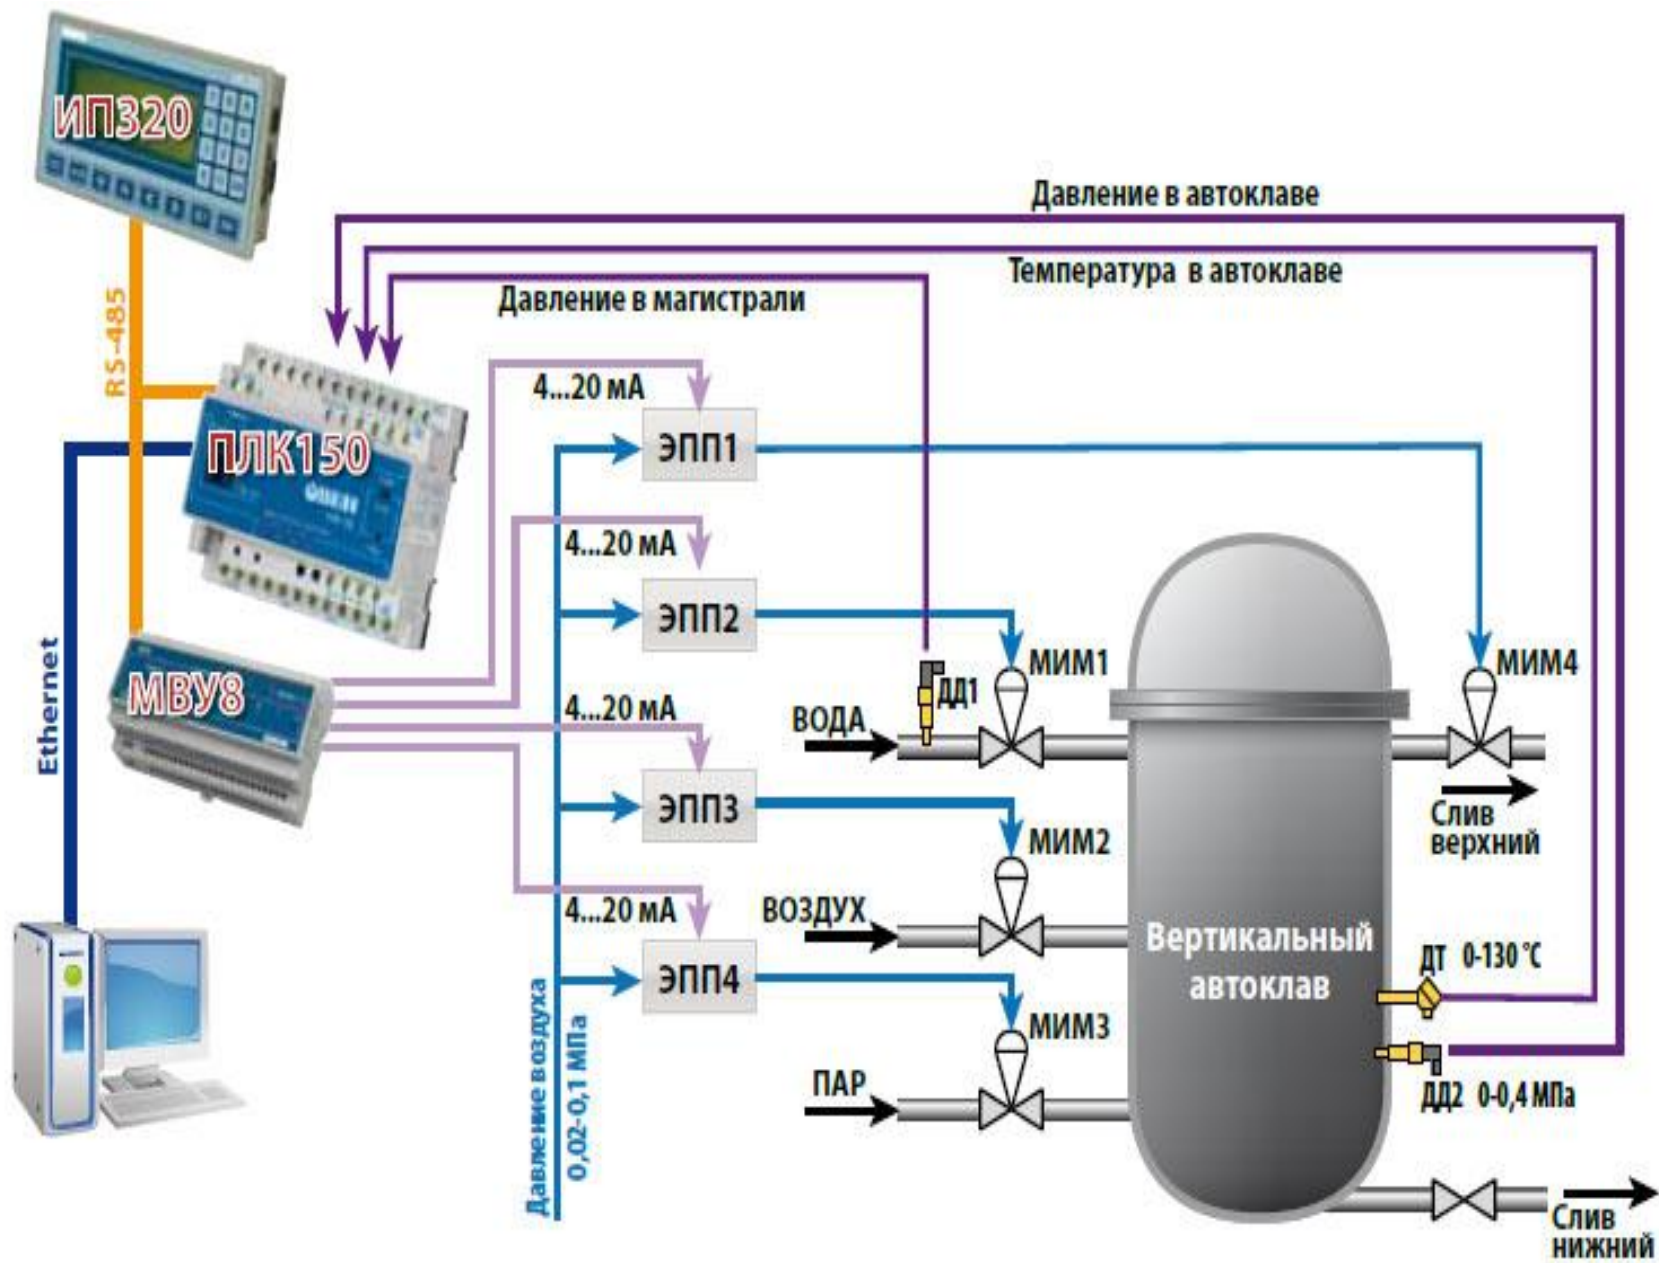 ИП320
Давление в автоклаве
Температура в автоклаве
Давление в магистрали
RS-485
4...20 мА
ЭПП1
ПЛК150
ОВЕН
4...20 мА
ЭПП2
Ethernet
МВУ8
МИМ1
МИМ4
ДД1
ВОДА
4...20 мА
ЭПП3
Слив
верхний
МИМ2
4...20 мА
ВОЗДУХ
Вертикальный
автоклав
ДТ 0-130 °C
ЭПП4
Давление воздуха
0,02-0,1 МПа
МИМ3
ПАР
ДД2 0-0,4 МПа
Слив
нижний